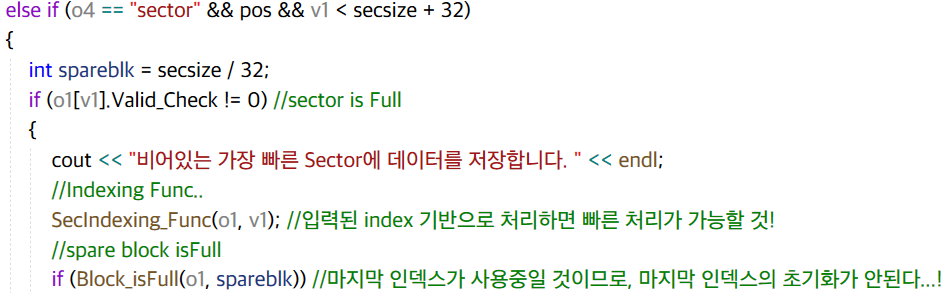 else if (o4 == "sector" && pos && v1 < secsize + 32)
{
int spareblk = secsize / 32;
if (o1[v1].Valid_Check != 0) //sector is Full
{
cout << "비어있는 가장 빠른 Sector에 데이터를 저장합니다. " << endl;
//Indexing Func..
SecIndexing_Func(o1, v1); //입력된 index 기반으로 처리하면 빠른 처리가 가능할 것!
//spare block isFull
if (Block_isFull(o1, spareblk)) //마지막 인덱스가 사용중일 것이므로, 마지막 인덱스의 초기화가 안된다...!